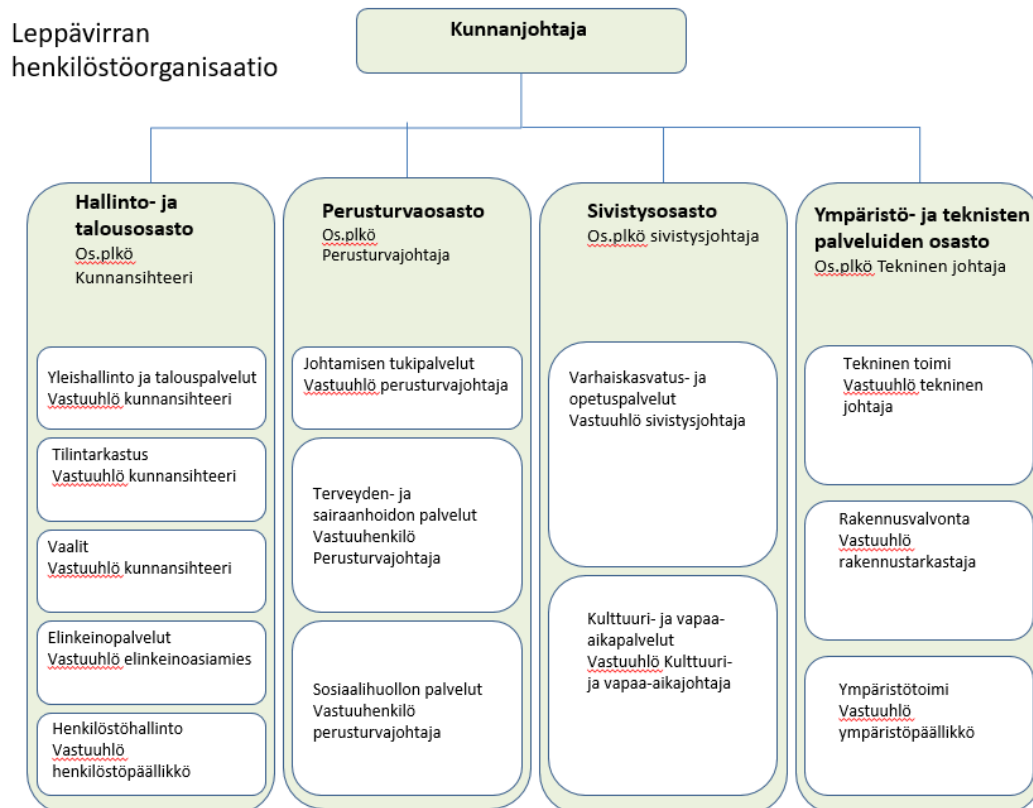 Leppävirran
henkilöstöorganisaatio
Kunnanjohtaja
Hallinto- ja
talousosasto
Os.plkö
Kunnansihteeri
Yleishallinto ja talouspalvelut
Vastuuhlö kunnansihteeri
Tilintarkastus
Vastuuhlö kunnansihteeri
Vaalit
Vastuuhlö kunnansihteeri
Elinkeinopalvelut
Vastuuhlö elinkeinoasiamies
Henkilöstöhallinto
Vastuuhlö
henkilöstöpäällikkö
Perusturvaosasto
Os.plkö
Perusturvajohtaja
Johtamisen tukipalvelut
Vastuuhlö perusturvajohtaja
Terveyden- ja
sairaanhoidon palvelut
Vastuuhenkilö
Perusturvajohtaja
Sosiaalihuollon palvelut
Vastuuhenkilö
perusturvajohtaja
Sivistysosasto
Os.plkö sivistysjohtaja
Varhaiskasvatus- ja
opetuspalvelut
Vastuuhlö sivistysjohtaja
Kulttuuri- ja vapaa-
aikapalvelut
Vastuuhlö Kulttuuri-
ja vapaa-aikajohtaja
Ympäristö- ja teknisten
palveluiden osasto
Os.plkö Tekninen johtaja
Tekninen toimi
Vastuuhlö tekninen
johtaja
Rakennusvalvonta
Vastuuhlö
rakennustarkastaja
Ympäristötoimi
Vastuuhlö
ympäristöpäällikkö